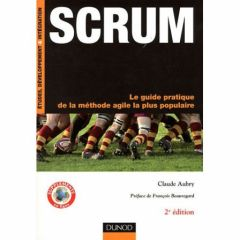 ÉTUDES, DÉVELOPPEMENT, INTÉGRATION
SCRUM
Le guide pratique
de la méthode agile la plus populaire
Claude Aubry
Préface de François Beauregard
2e édition
DUNOD